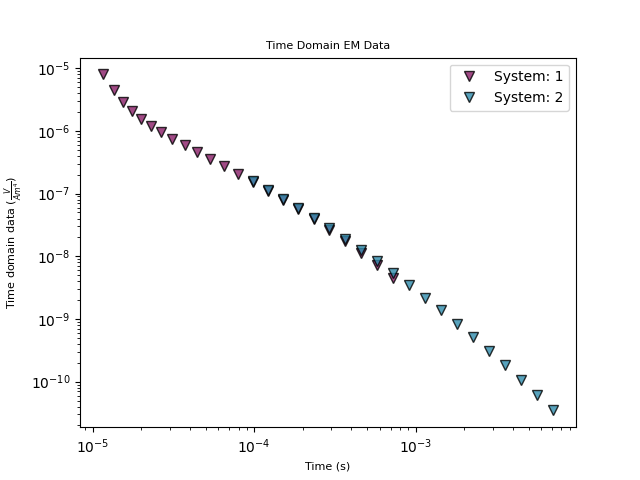 Time Domain EM Data
System: 1
System: 2
Time domain data (V/Am⁴)
10⁻⁵
10⁻⁶
10⁻⁷
10⁻⁸
10⁻⁹
10⁻¹⁰
10⁻⁵ 10⁻⁴ 10⁻³
Time (s)